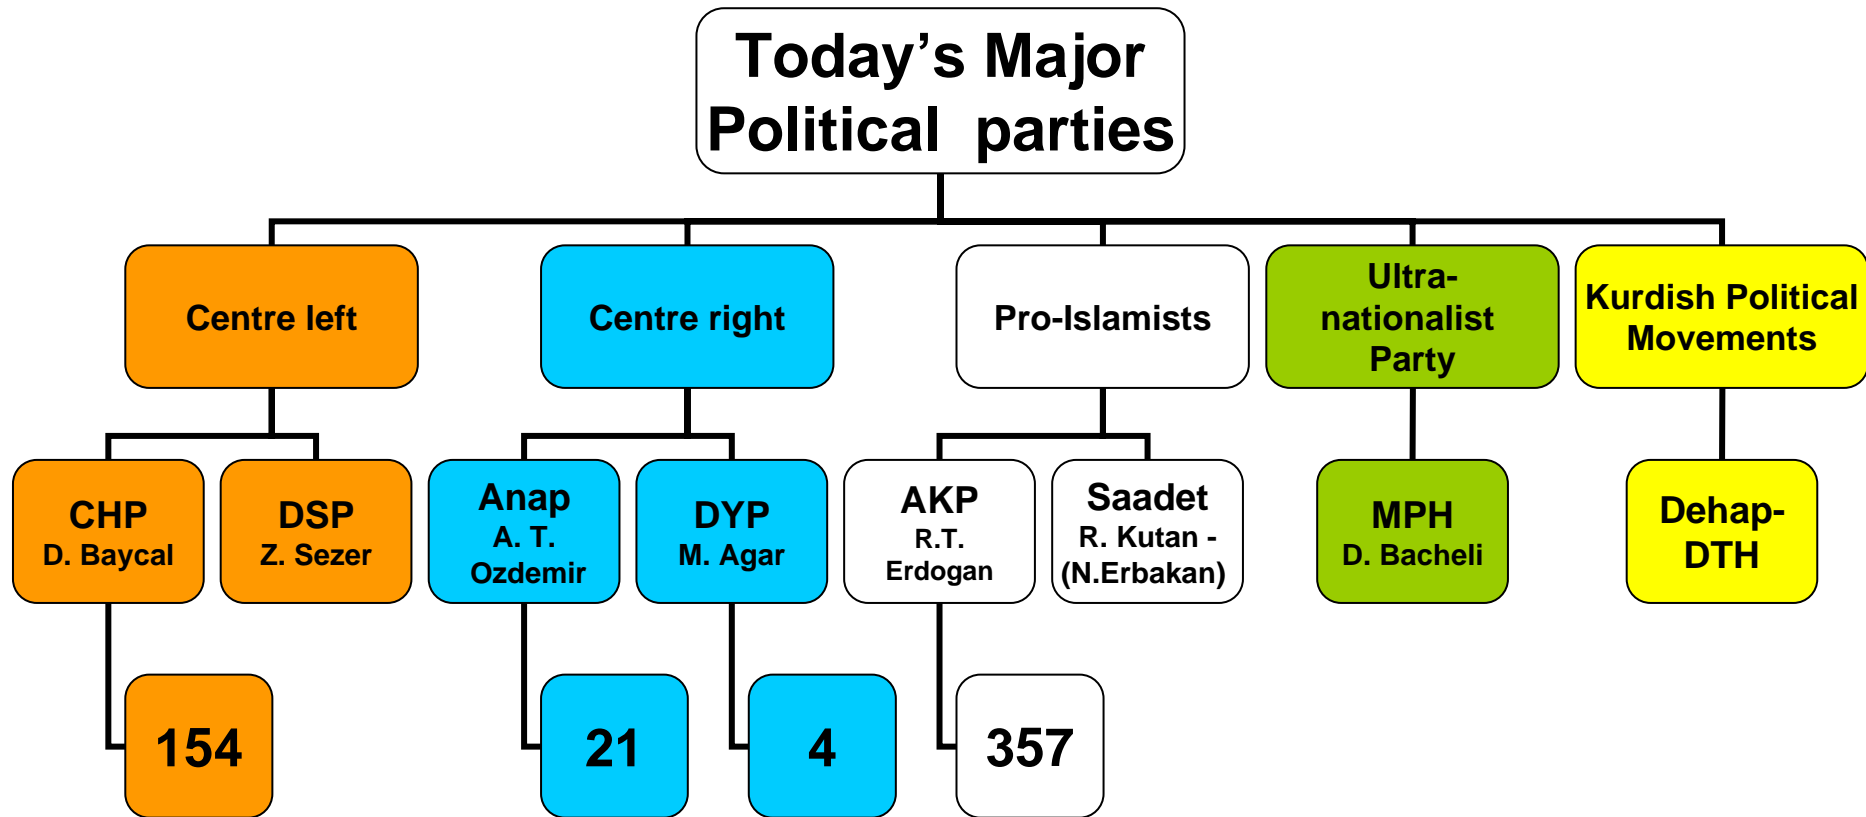 Today’s Major
Political parties
Centre left
Centre right
Pro-Islamists
Ultra-
nationalist
Party
Kurdish Political
Movements
CHP
D. Baycal
DSP
Z. Sezer
Anap
A. T.
Ozdemir
DYP
M. Agar
AKP
R.T.
Erdogan
Saadet
R. Kutan -
(N.Erbakan)
MPH
D. Bacheli
Dehap-
DTH
154
21
4
357